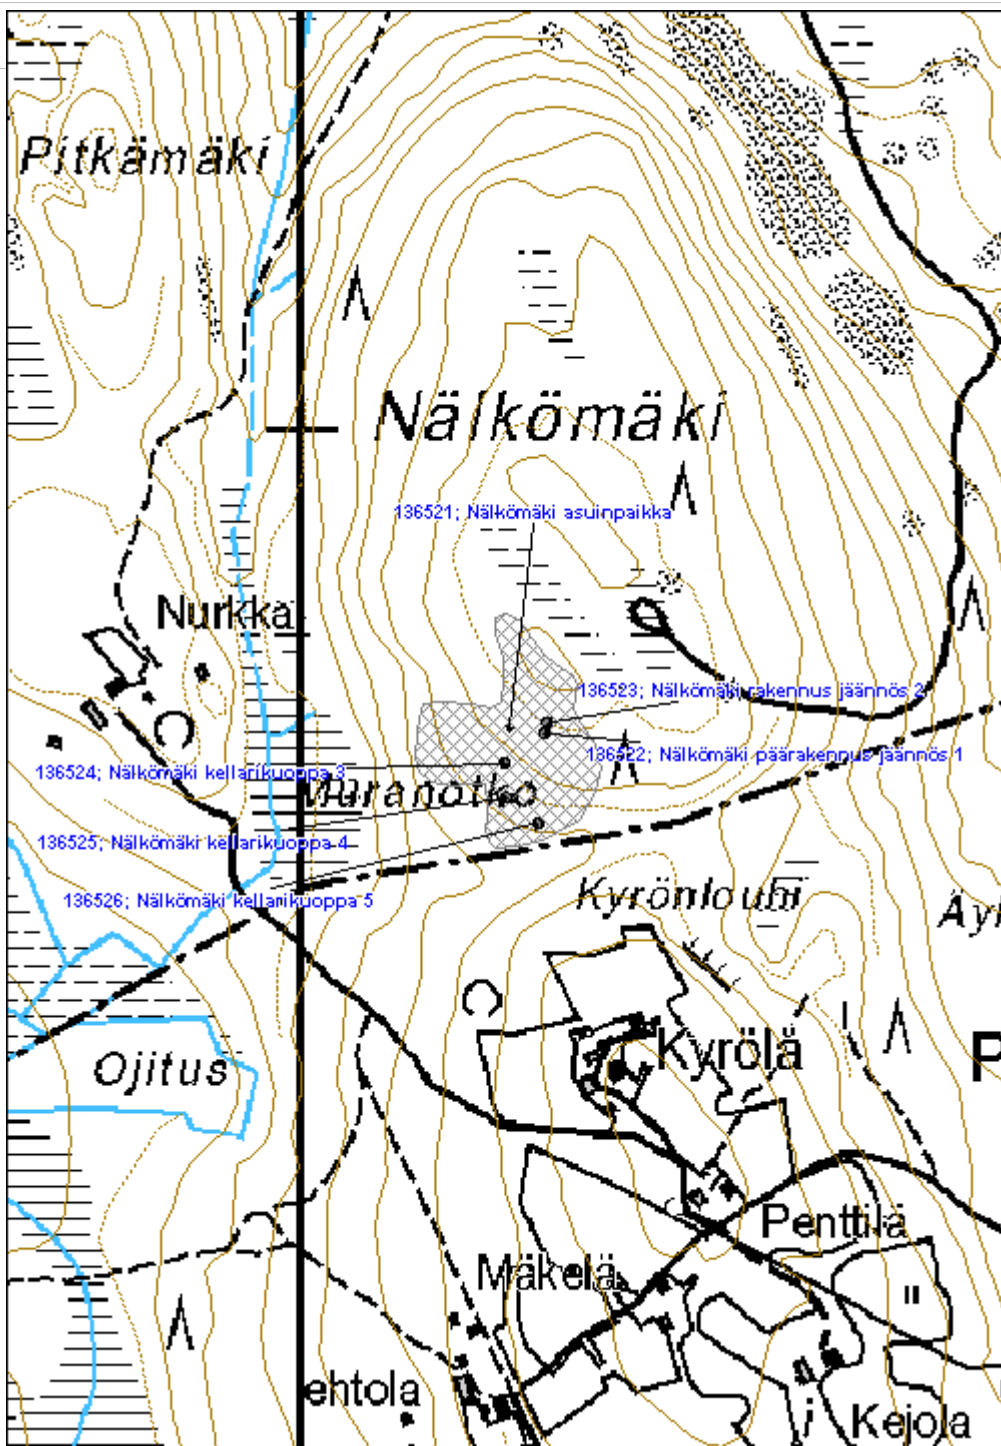 Pitkämäki
Nälkömäki
136521; Nälkömäki asuinpaikka
Nurkka
136523; Nälkömäki rakennus jäännös 2
136522; Nälkömäki päärakennus jäännös 1
136524; Nälkömäki kellarikuoppa 3
Muranotko
136525; Nälkömäki kellarikuoppa 4
136526; Nälkömäki kellarikuoppa 5
Kyrönlouhi
Äyh
Ojitus
Kyrölä
P
Penttilä
Mäkelä
ehtola
Kejola